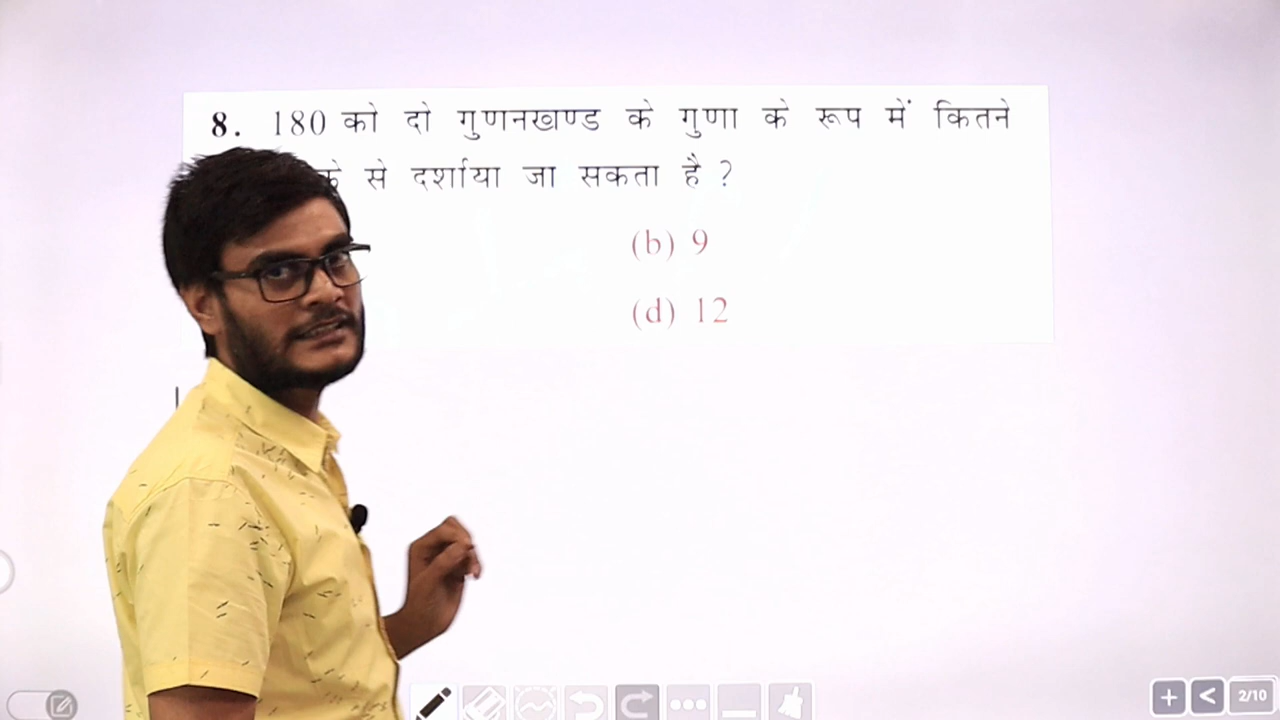 8. 180 को दो गुणनखण्ड के गुणा के रूप में कितने
से दर्शाया जा सकता है ?
(b) 9
(d) 12
2/10